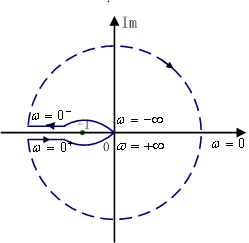 Im
ω = 0⁻
-1
ω = -∞
0
ω = 0⁺
ω = +∞
ω = 0